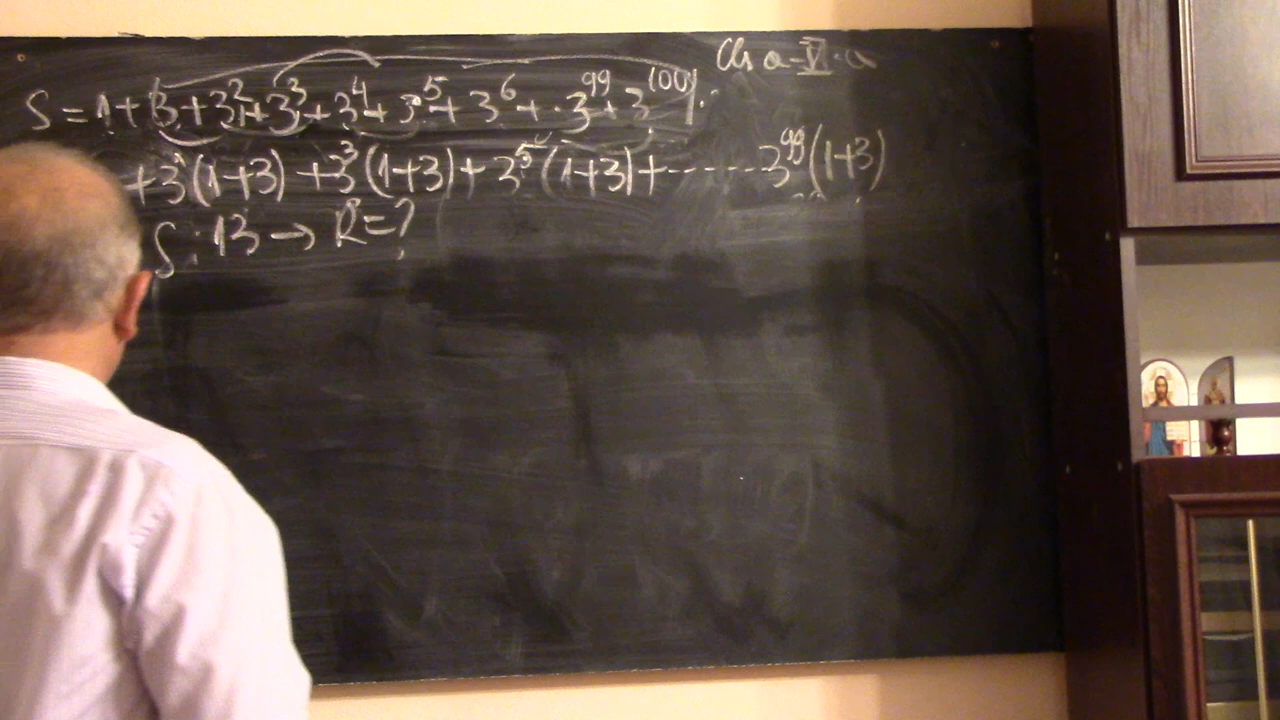 Cls a-VI-a
S = 1 + 3 + 3² + 3³ + 3⁴ + 3⁵ + 3⁶ + . 3⁹⁹ + 3¹⁰⁰
+ 3(1+3) + 3³(1+3) + 3⁵(1+3) + ------- 3⁹⁹(1+3)
S : 13 → R = ?